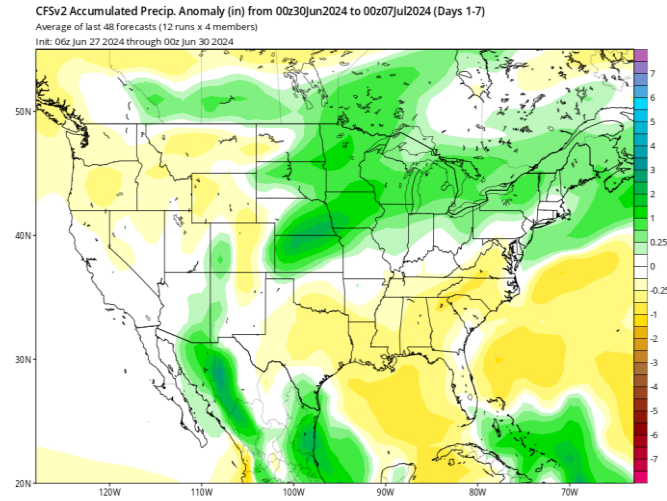 CFSv2 Accumulated Precip. Anomaly (in) from 00z30Jun2024 to 00z07Jul2024 (Days 1-7)
Average of last 48 forecasts (12 runs x 4 members)
Init: 06z Jun 27 2024 through 00z Jun 30 2024
50N
40N
30N
20N
120W
110W
100W
90W
80W
70W
7
6
5
4
3
2
1
0.25
0
-0.25
-1
-2
-3
-4
-5
-6
-7